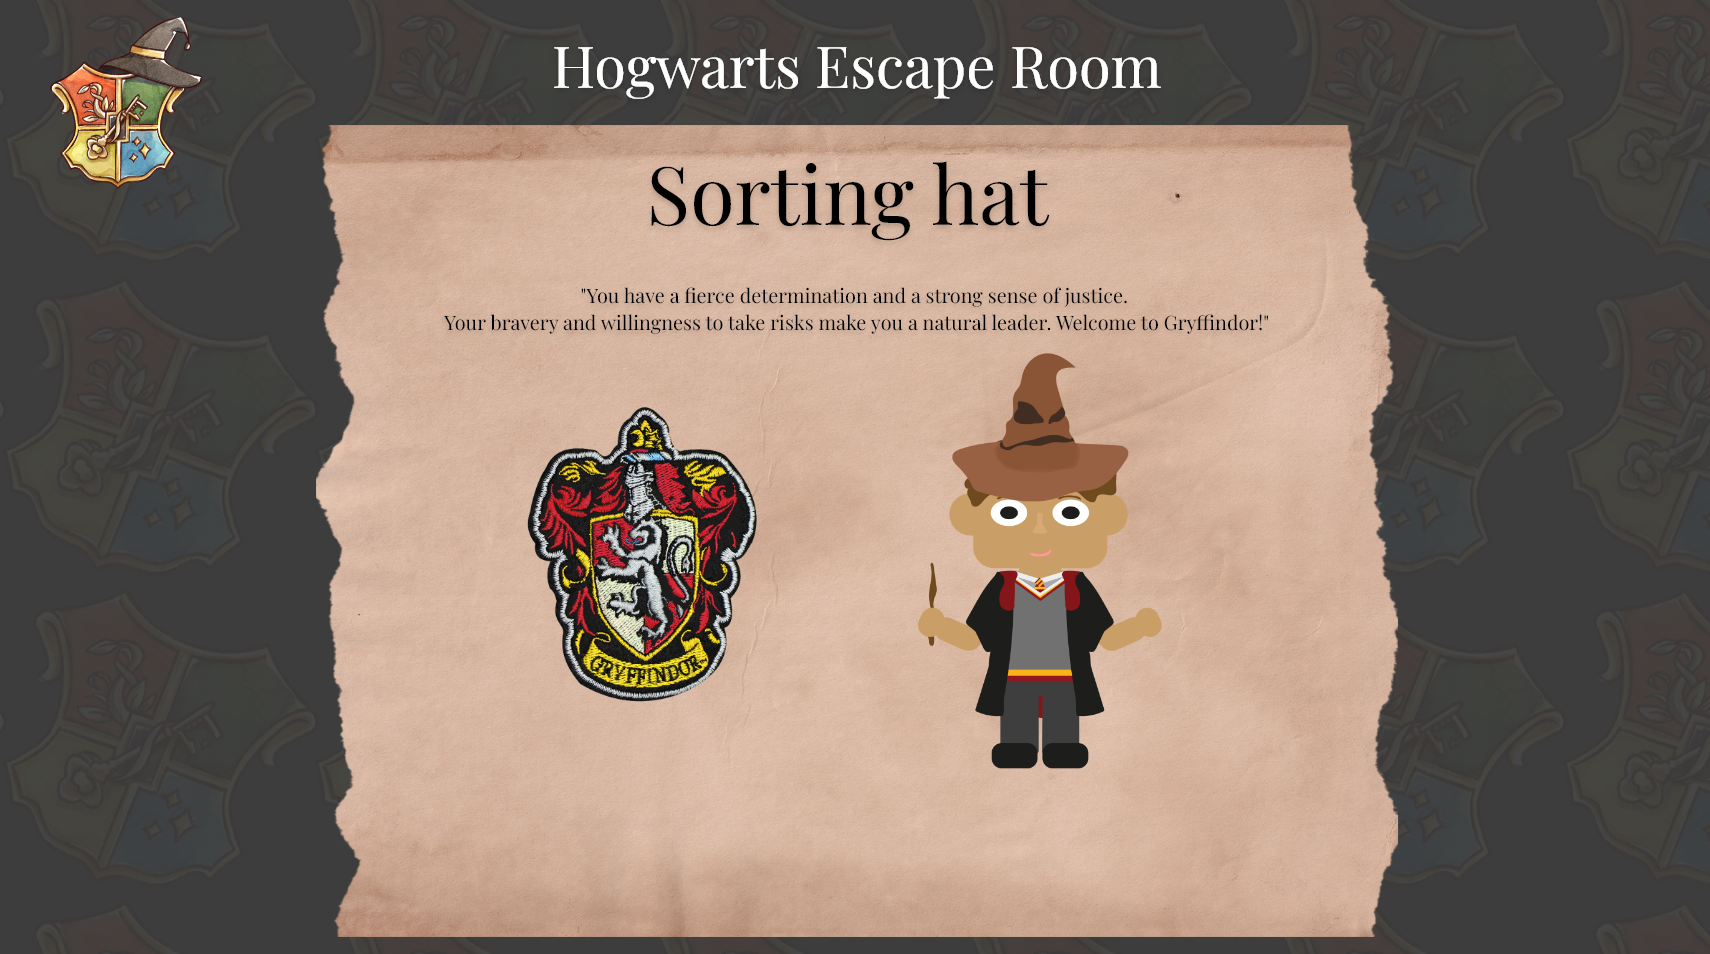 Hogwarts Escape Room
Sorting hat
"You have a fierce determination and a strong sense of justice.
Your bravery and willingness to take risks make you a natural leader. Welcome to Gryffindor!"
GRYFFINDOR